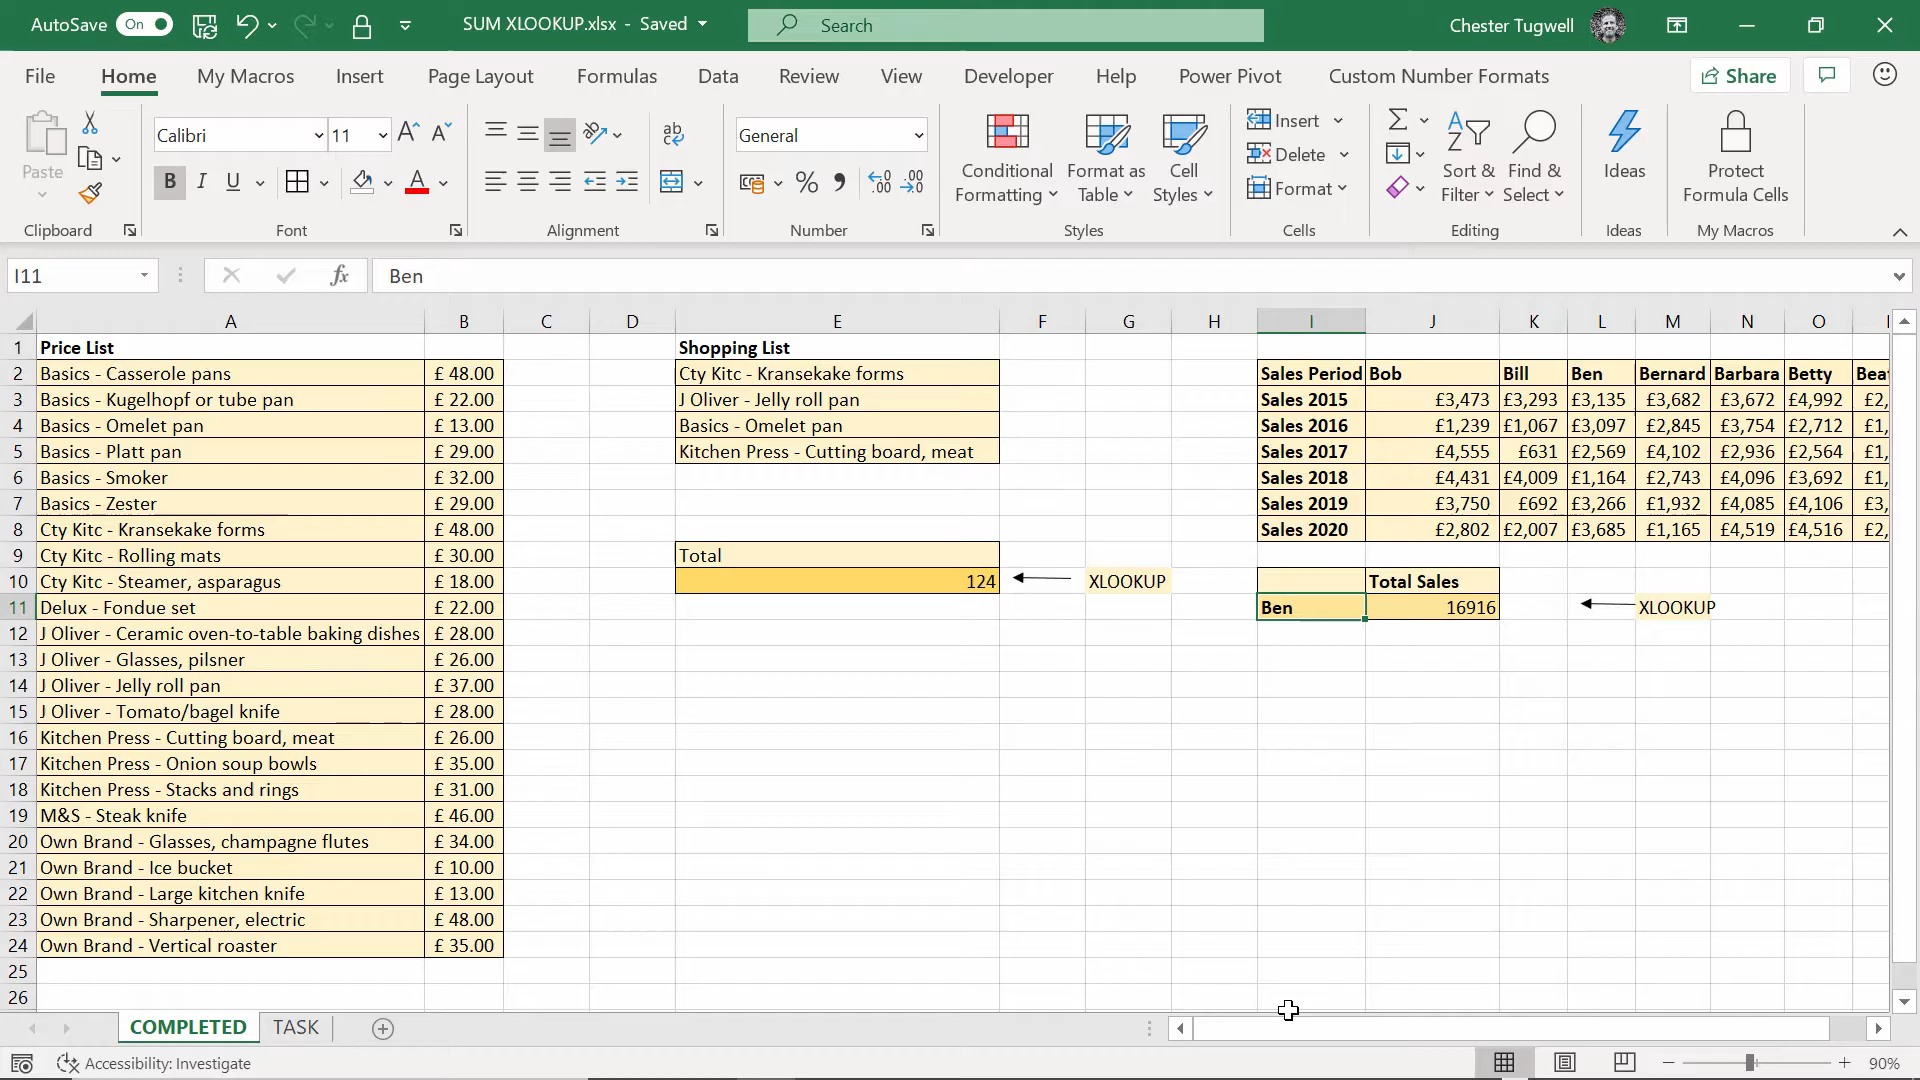 AutoSave On SUM XLOOKUP.xlsx - Saved Search Chester Tugwell
File Home My Macros Insert Page Layout Formulas Data Review View Developer Help Power Pivot Custom Number Formats Share
Paste Calibri 11 General Conditional Formatting Format as Table Cell Styles Insert Delete Format Sort & Filter Find & Select Ideas Protect Formula Cells
Clipboard Font Alignment Number Styles Cells Editing Ideas My Macros
I11 fx Ben
A B C D E F G H I J K L M N O
1 Price List Shopping List
2 Basics - Casserole pans £ 48.00 Cty Kitc - Kransekake forms Sales Period Bob Bill Ben Bernard Barbara Betty
3 Basics - Kugelhopf or tube pan £ 22.00 J Oliver - Jelly roll pan Sales 2015 £3,473 £3,293 £3,135 £3,682 £3,672 £4,992 £2,
4 Basics - Omelet pan £ 13.00 Basics - Omelet pan Sales 2016 £1,239 £1,067 £3,097 £2,845 £3,754 £2,712 £1,
5 Basics - Platt pan £ 29.00 Kitchen Press - Cutting board, meat Sales 2017 £4,555 £631 £2,569 £4,102 £2,936 £2,564 £1,
6 Basics - Smoker £ 32.00 Sales 2018 £4,431 £4,009 £1,164 £2,743 £4,096 £3,692 £1,
7 Basics - Zester £ 29.00 Sales 2019 £3,750 £692 £3,266 £1,932 £4,085 £4,106 £3,
8 Cty Kitc - Kransekake forms £ 48.00 Sales 2020 £2,802 £2,007 £3,685 £1,165 £4,519 £4,516 £2,
9 Cty Kitc - Rolling mats £ 30.00 Total
10 Cty Kitc - Steamer, asparagus £ 18.00 124 XLOOKUP Total Sales
11 Delux - Fondue set £ 22.00 Ben 16916 XLOOKUP
12 J Oliver - Ceramic oven-to-table baking dishes £ 28.00
13 J Oliver - Glasses, pilsner £ 26.00
14 J Oliver - Jelly roll pan £ 37.00
15 J Oliver - Tomato/bagel knife £ 28.00
16 Kitchen Press - Cutting board, meat £ 26.00
17 Kitchen Press - Onion soup bowls £ 35.00
18 Kitchen Press - Stacks and rings £ 31.00
19 M&S - Steak knife £ 46.00
20 Own Brand - Glasses, champagne flutes £ 34.00
21 Own Brand - Ice bucket £ 10.00
22 Own Brand - Large kitchen knife £ 13.00
23 Own Brand - Sharpener, electric £ 48.00
24 Own Brand - Vertical roaster £ 35.00
25
26
COMPLETED TASK
Accessibility: Investigate 90%